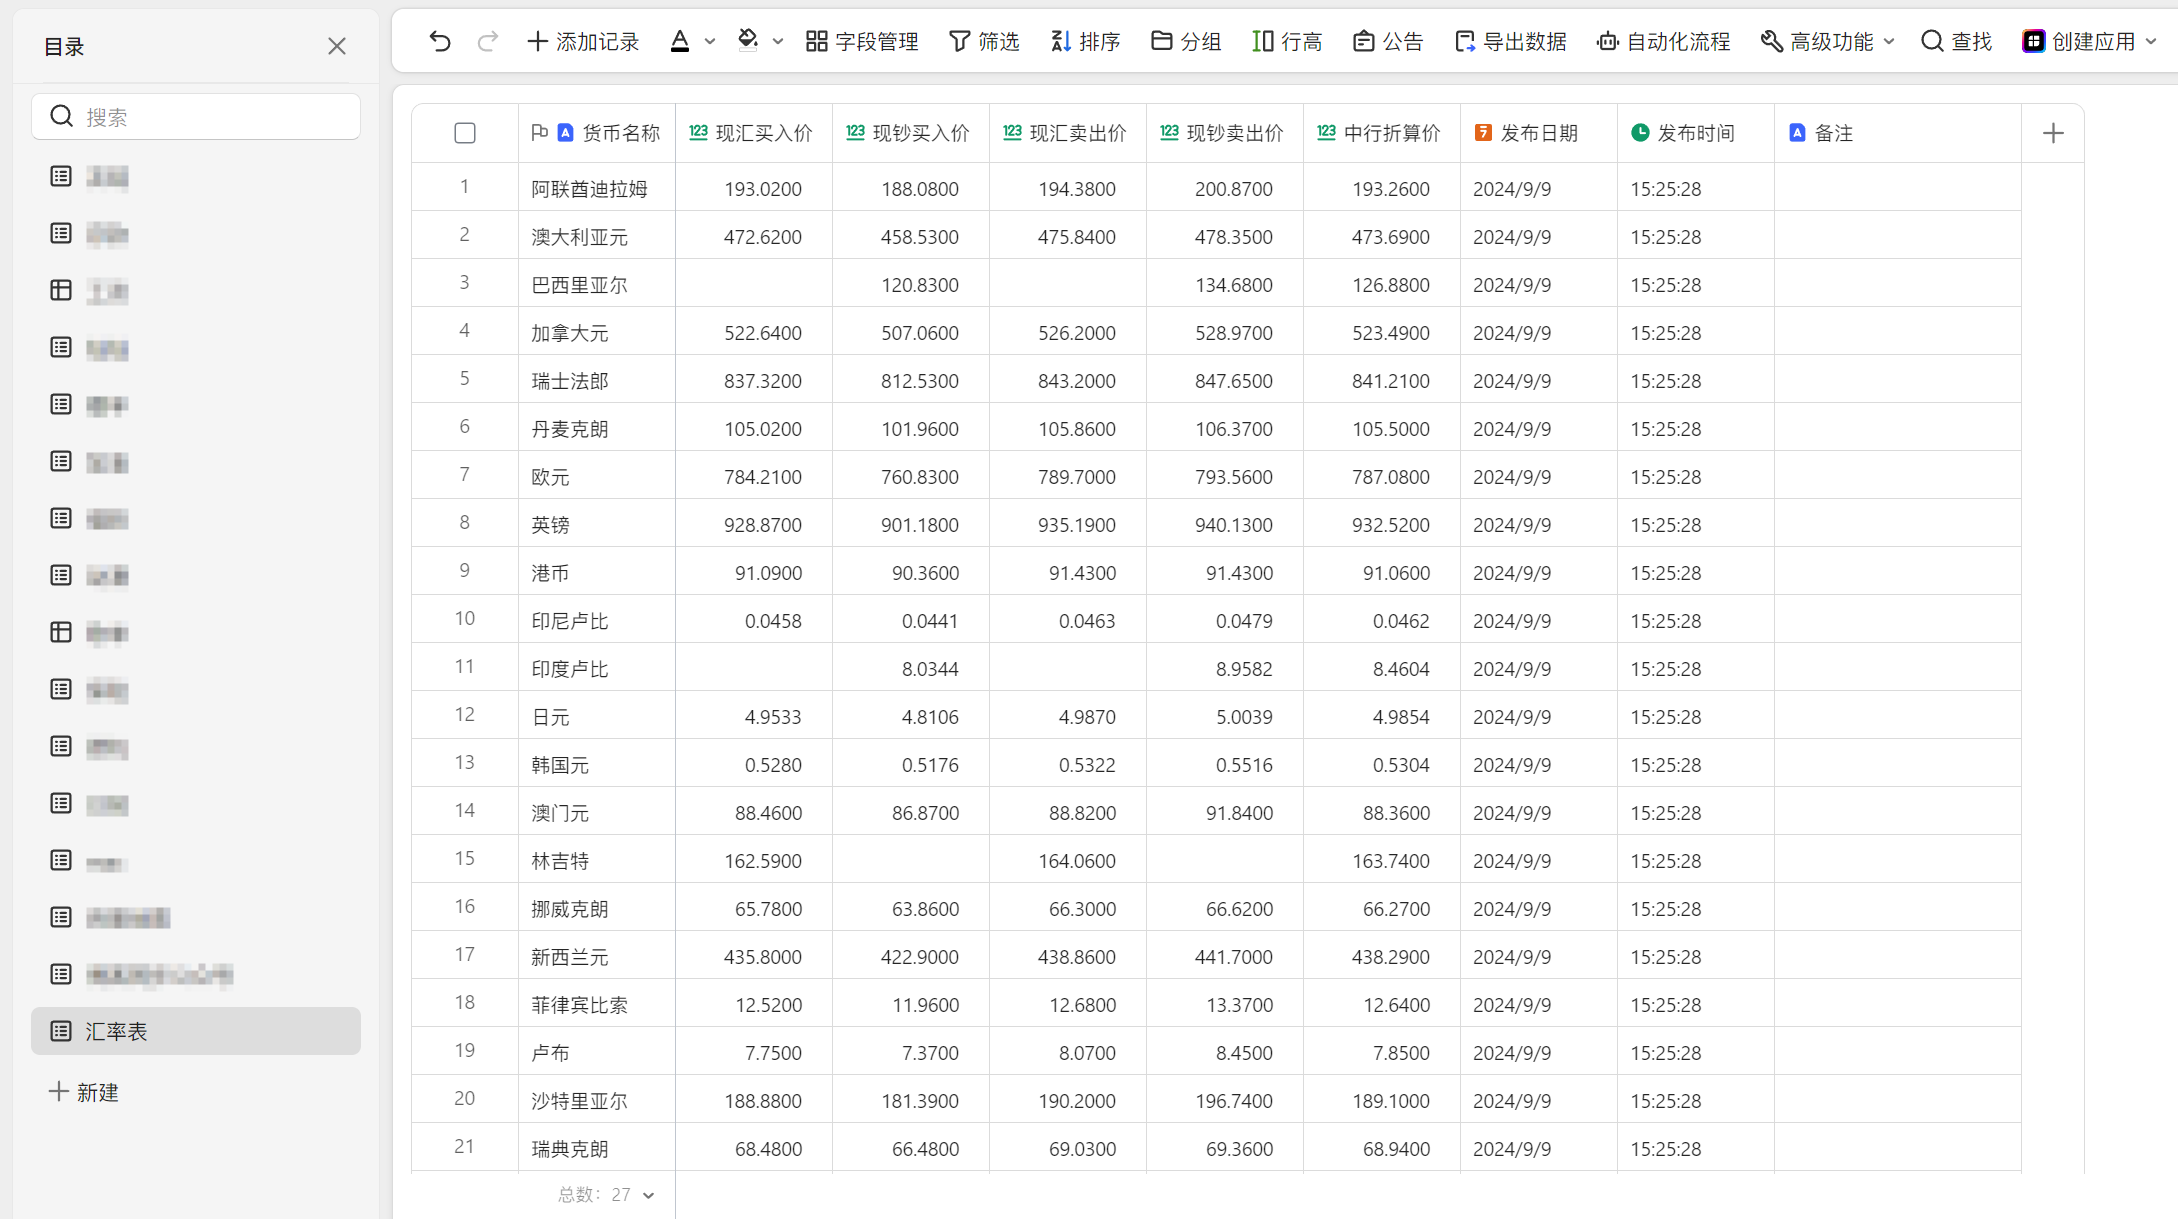 目录
搜索
汇率表
新建
添加记录 A 字段管理 筛选 排序 分组 行高 公告 导出数据 自动化流程 高级功能 查找 创建应用
货币名称 现汇买入价 现钞买入价 现汇卖出价 现钞卖出价 中行折算价 发布日期 发布时间 备注
1 阿联酋迪拉姆 193.0200 188.0800 194.3800 200.8700 193.2600 2024/9/9 15:25:28
2 澳大利亚元 472.6200 458.5300 475.8400 478.3500 473.6900 2024/9/9 15:25:28
3 巴西里亚尔 120.8300 134.6800 126.8800 2024/9/9 15:25:28
4 加拿大元 522.6400 507.0600 526.2000 528.9700 523.4900 2024/9/9 15:25:28
5 瑞士法郎 837.3200 812.5300 843.2000 847.6500 841.2100 2024/9/9 15:25:28
6 丹麦克朗 105.0200 101.9600 105.8600 106.3700 105.5000 2024/9/9 15:25:28
7 欧元 784.2100 760.8300 789.7000 793.5600 787.0800 2024/9/9 15:25:28
8 英镑 928.8700 901.1800 935.1900 940.1300 932.5200 2024/9/9 15:25:28
9 港币 91.0900 90.3600 91.4300 91.4300 91.0600 2024/9/9 15:25:28
10 印尼卢比 0.0458 0.0441 0.0463 0.0479 0.0462 2024/9/9 15:25:28
11 印度卢比 8.0344 8.9582 8.4604 2024/9/9 15:25:28
12 日元 4.9533 4.8106 4.9870 5.0039 4.9854 2024/9/9 15:25:28
13 韩国元 0.5280 0.5176 0.5322 0.5516 0.5304 2024/9/9 15:25:28
14 澳门元 88.4600 86.8700 88.8200 91.8400 88.3600 2024/9/9 15:25:28
15 林吉特 162.5900 164.0600 163.7400 2024/9/9 15:25:28
16 挪威克朗 65.7800 63.8600 66.3000 66.6200 66.2700 2024/9/9 15:25:28
17 新西兰元 435.8000 422.9000 438.8600 441.7000 438.2900 2024/9/9 15:25:28
18 菲律宾比索 12.5200 11.9600 12.6800 13.3700 12.6400 2024/9/9 15:25:28
19 卢布 7.7500 7.3700 8.0700 8.4500 7.8500 2024/9/9 15:25:28
20 沙特里亚尔 188.8800 181.3900 190.2000 196.7400 189.1000 2024/9/9 15:25:28
21 瑞典克朗 68.4800 66.4800 69.0300 69.3600 68.9400 2024/9/9 15:25:28
总数：27